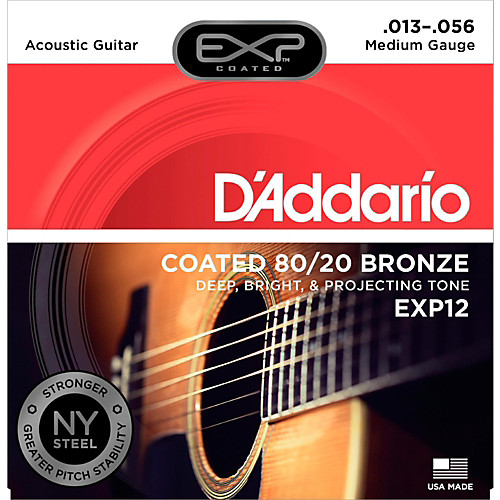 Acoustic Guitar
EXP™
COATED
.013–.056
Medium Gauge
D'Addario
COATED 80/20 BRONZE
DEEP, BRIGHT, & PROJECTING TONE
EXP12
STRONGER
NY
STEEL
GREATER PITCH STABILITY
USA MADE